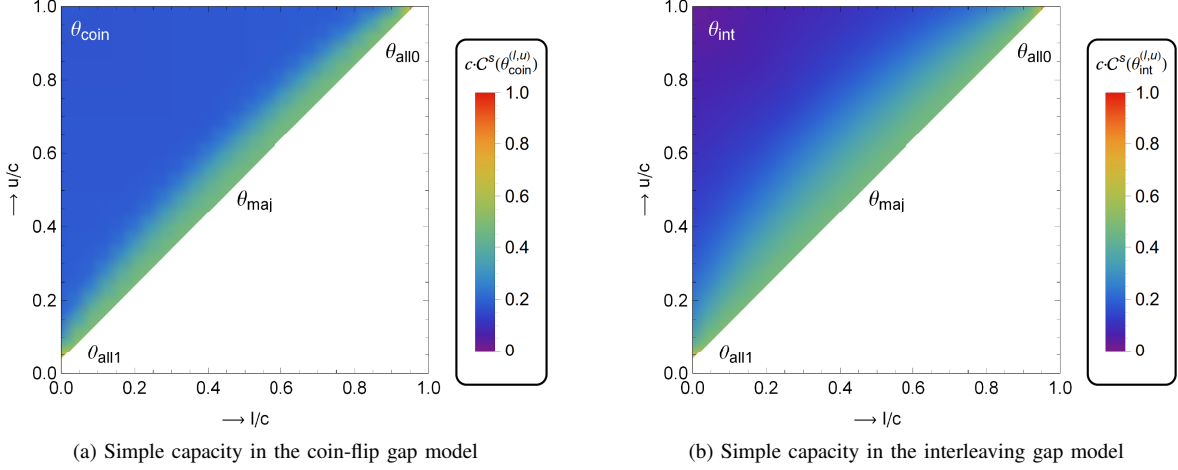 1.0
0.8
0.6
0.4
0.2
0.0
⟶ u/c
θcoin
θall0
θmaj
θall1
0.0 0.2 0.4 0.6 0.8 1.0
⟶ l/c
c·C^s(θ_coin^(l,u))
1.0
0.8
0.6
0.4
0.2
0
(a) Simple capacity in the coin-flip gap model
1.0
0.8
0.6
0.4
0.2
0.0
⟶ u/c
θint
θall0
θmaj
θall1
0.0 0.2 0.4 0.6 0.8 1.0
⟶ l/c
c·C^s(θ_int^(l,u))
1.0
0.8
0.6
0.4
0.2
0
(b) Simple capacity in the interleaving gap model